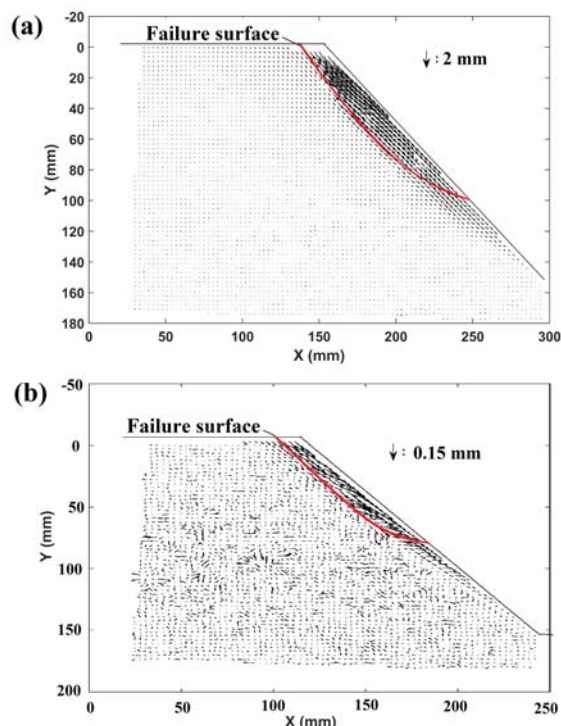 (a)
Failure surface
: 2 mm
-20
0
20
40
60
80
100
120
140
160
180
Y (mm)
0 50 100 150 200 250 300
X (mm)
(b)
Failure surface
: 0.15 mm
-50
0
50
100
150
200
Y (mm)
0 50 100 150 200 250
X (mm)